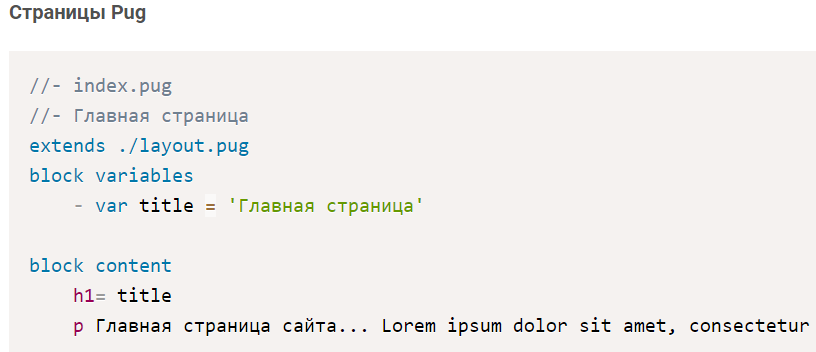 Страницы Pug
//- index.pug
//- Главная страница
extends ./layout.pug
block variables
    - var title = 'Главная страница'
block content
    h1= title
    p Главная страница сайта... Lorem ipsum dolor sit amet, consectetur